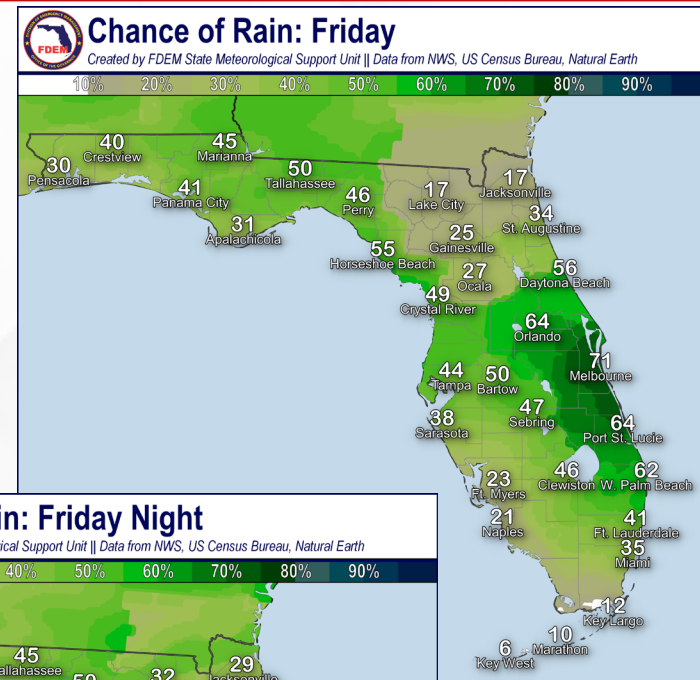 Chance of Rain: Friday
Created by FDEM State Meteorological Support Unit || Data from NWS, US Census Bureau, Natural Earth
FDEM
10% 20% 30% 40% 50% 60% 70% 80% 90%
40
Crestview
45
Marianna
30
Pensacola
50
Tallahassee
41
Panama City
46
Perry
17
Lake City
17
Jacksonville
31
Apalachicola
34
St. Augustine
25
Gainesville
55
Horseshoe Beach
27
Ocala
56
Daytona Beach
49
Crystal River
64
Orlando
71
Melbourne
44
Tampa
50
Bartow
38
Sarasota
47
Sebring
64
Port St. Lucie
23
Ft. Myers
46
Clewiston
62
W. Palm Beach
21
Naples
41
Ft. Lauderdale
35
Miami
12
Key Largo
10
Marathon
6
Key West
in: Friday Night
ical Support Unit || Data from NWS, US Census Bureau, Natural Earth
40% 50% 60% 70% 80% 90%
45
allahassee
50
32
29
Jacksonville